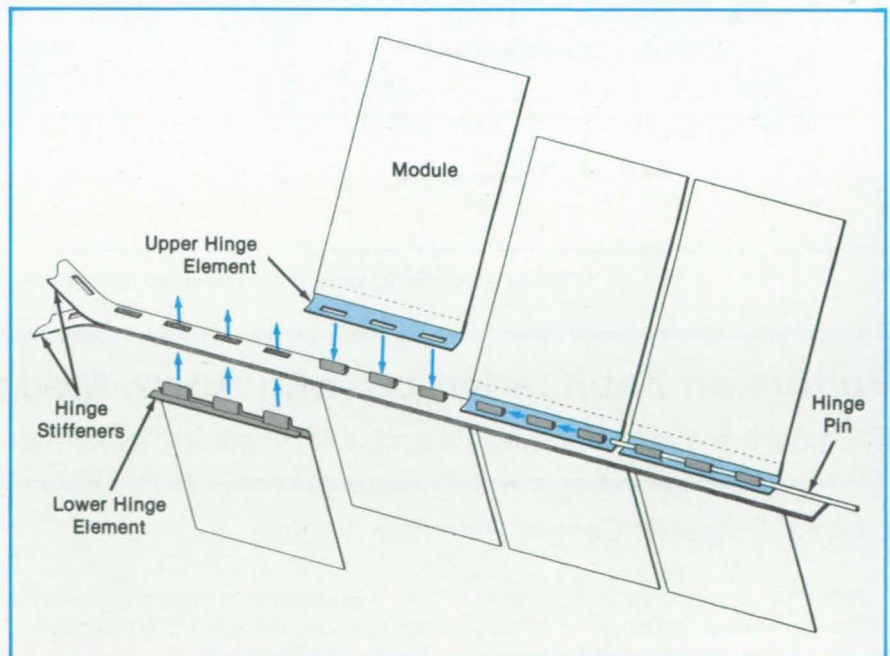 Module
Upper Hinge
Element
Hinge
Pin
Hinge
Stiffeners
Lower Hinge
Element